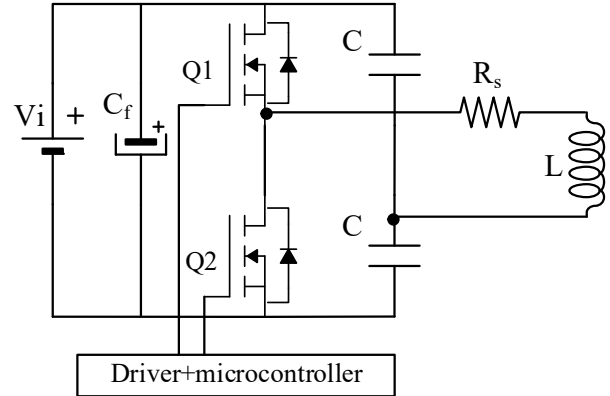 C
Q1
R_s
Vi
+
C_f
+
L
C
Q2
Driver+microcontroller